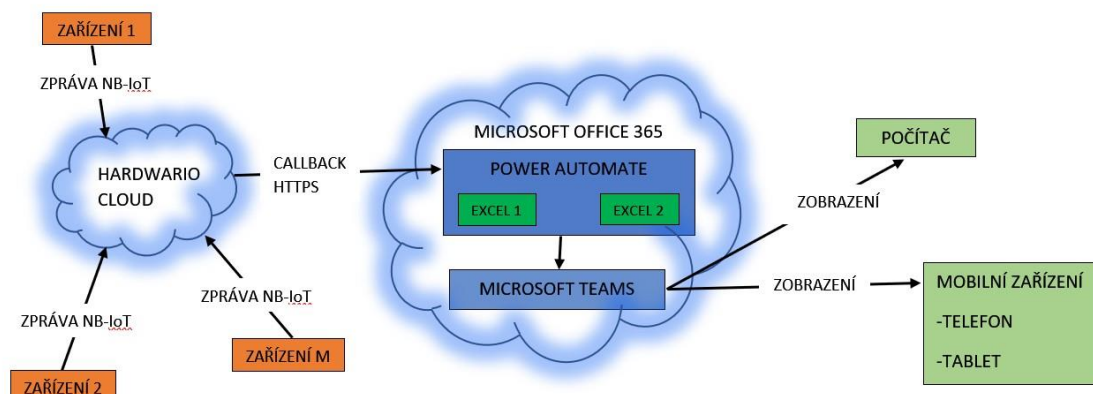 ZAŘÍZENÍ 1
ZPRÁVA NB-IoT
HARDWARIO
CLOUD
ZPRÁVA NB-IoT
ZAŘÍZENÍ 2
ZPRÁVA NB-IoT
ZAŘÍZENÍ M
CALLBACK
HTTPS
MICROSOFT OFFICE 365
POWER AUTOMATE
EXCEL 1
EXCEL 2
MICROSOFT TEAMS
ZOBRAZENÍ
POČÍTAČ
ZOBRAZENÍ
MOBILNÍ ZAŘÍZENÍ
-TELEFON
-TABLET